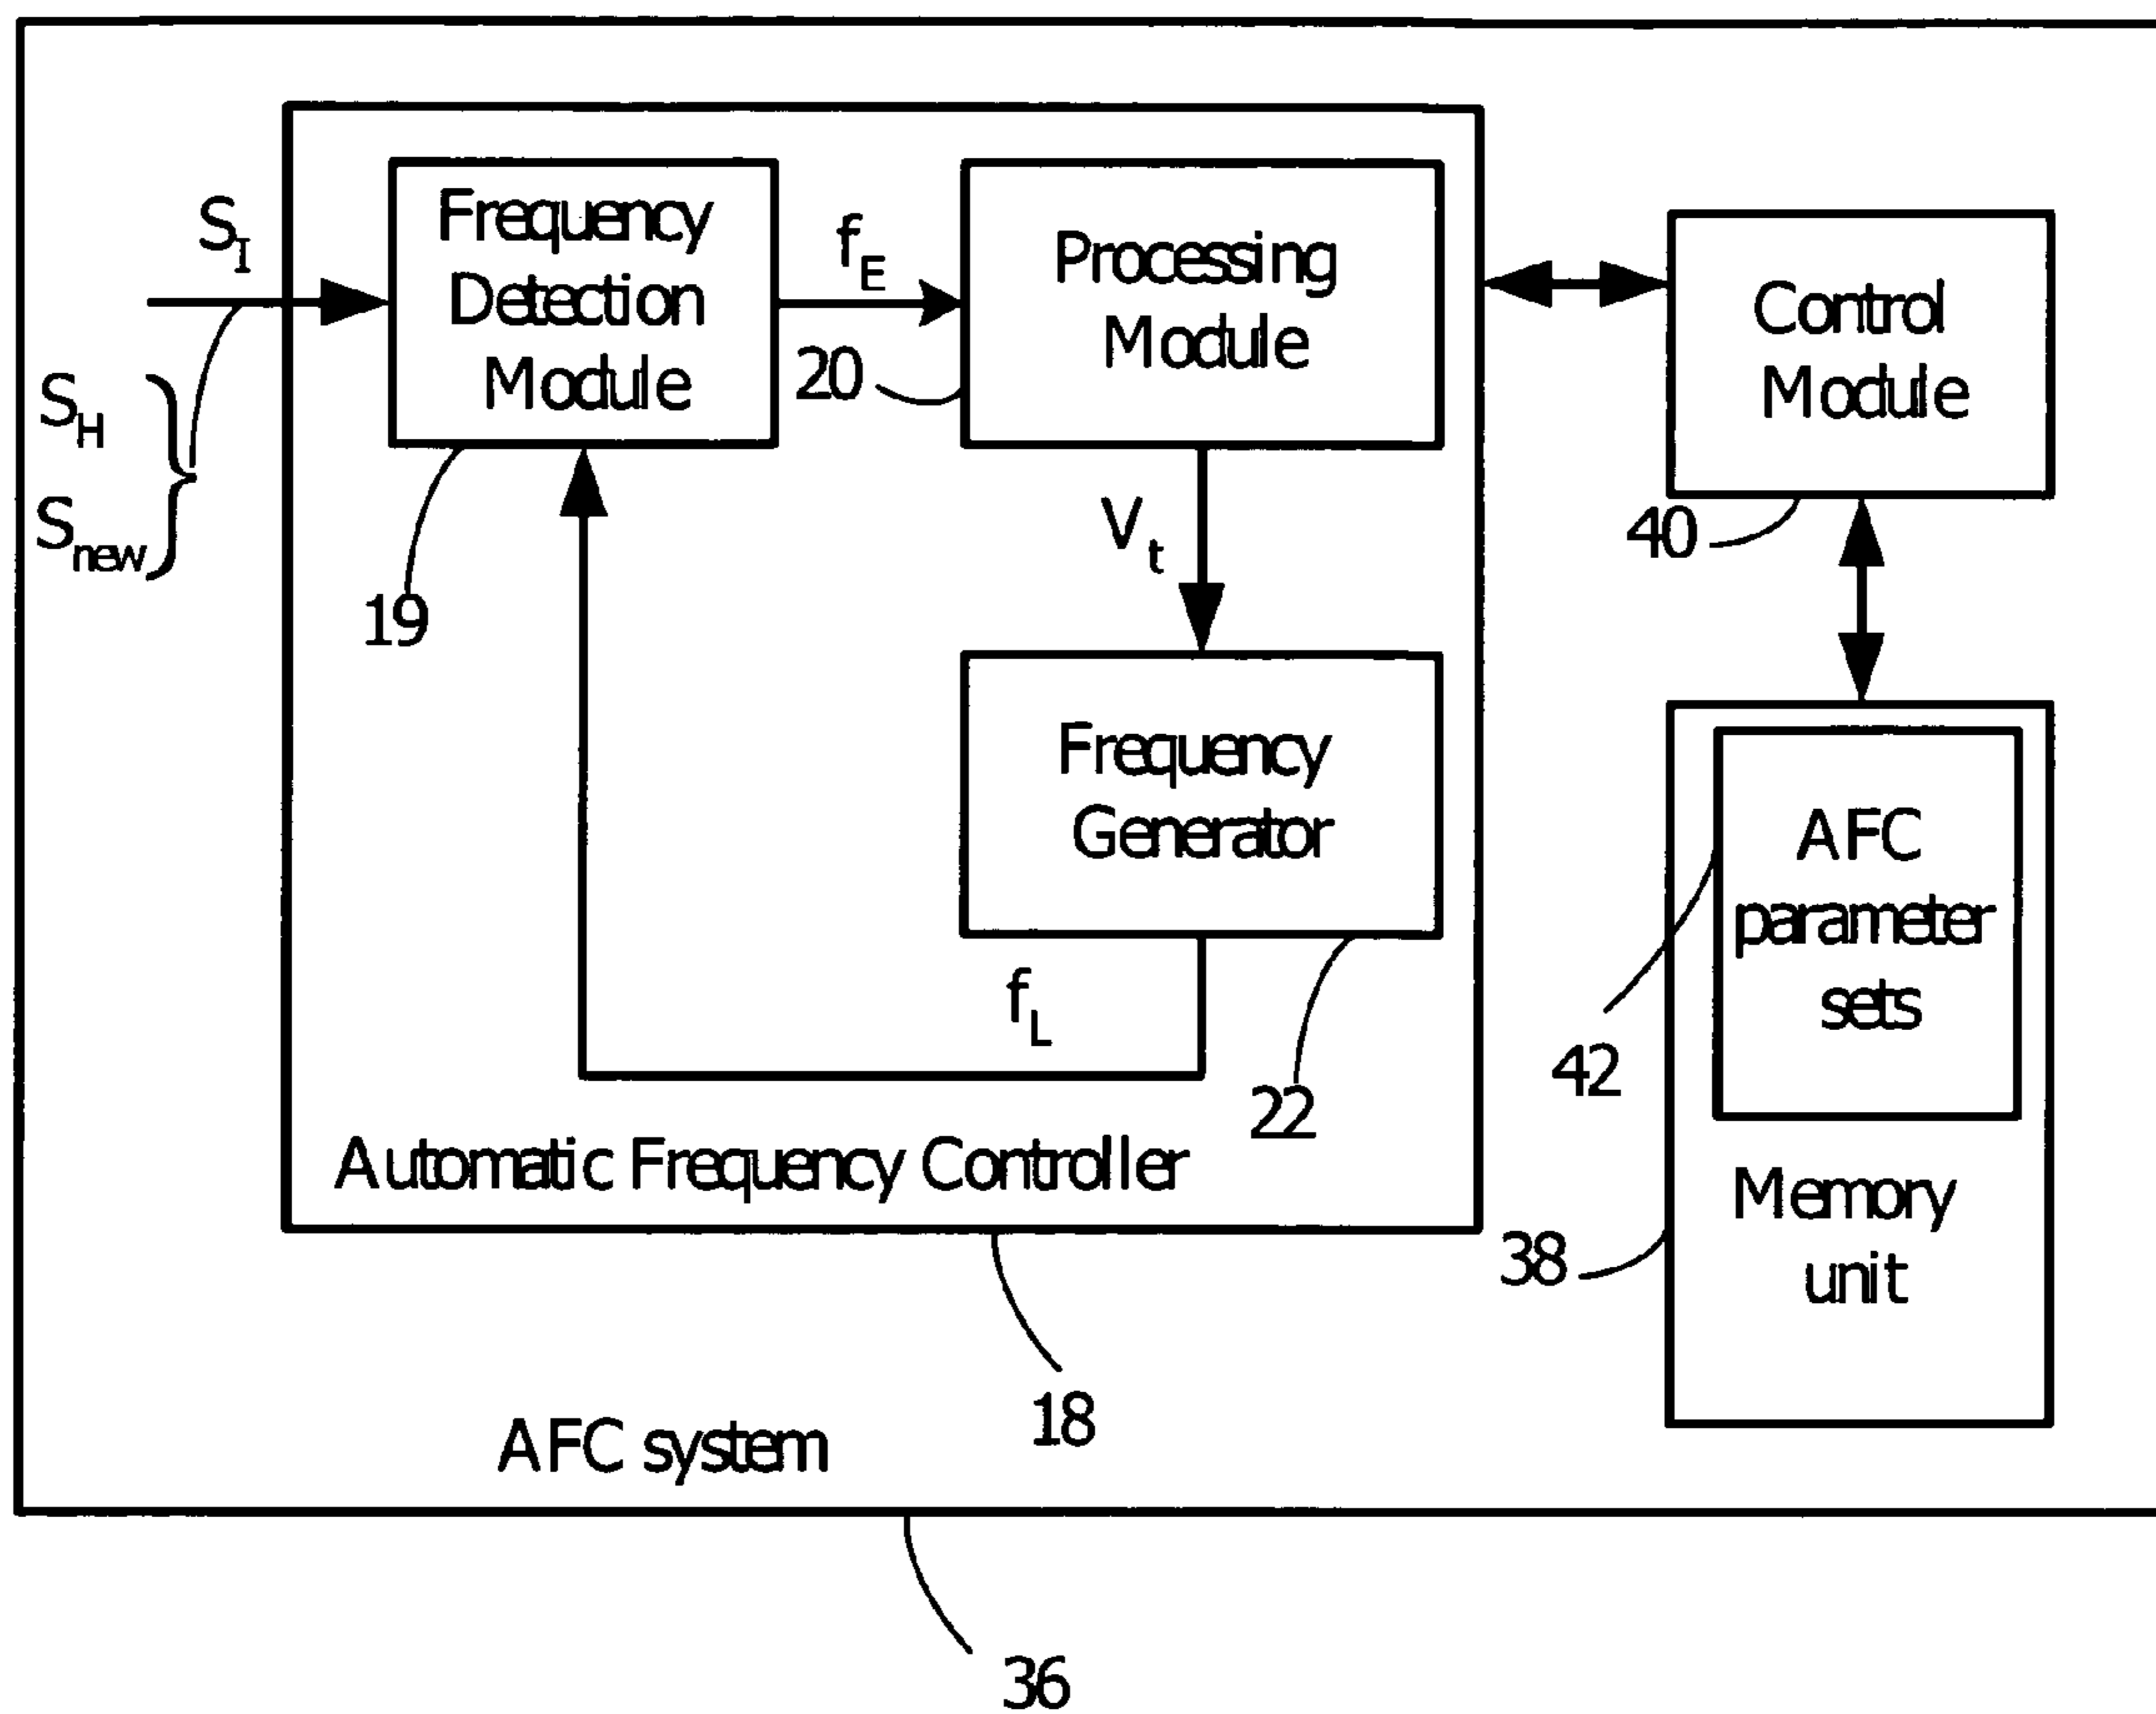 S_I
S_H
S_new
Frequency
Detection
Module
19
f_E
20
Processing
Module
V_t
Frequency
Generator
22
f_L
Automatic Frequency Controller
18
Control
Module
40
AFC
parameter
sets
42
Memory
unit
38
AFC system
36